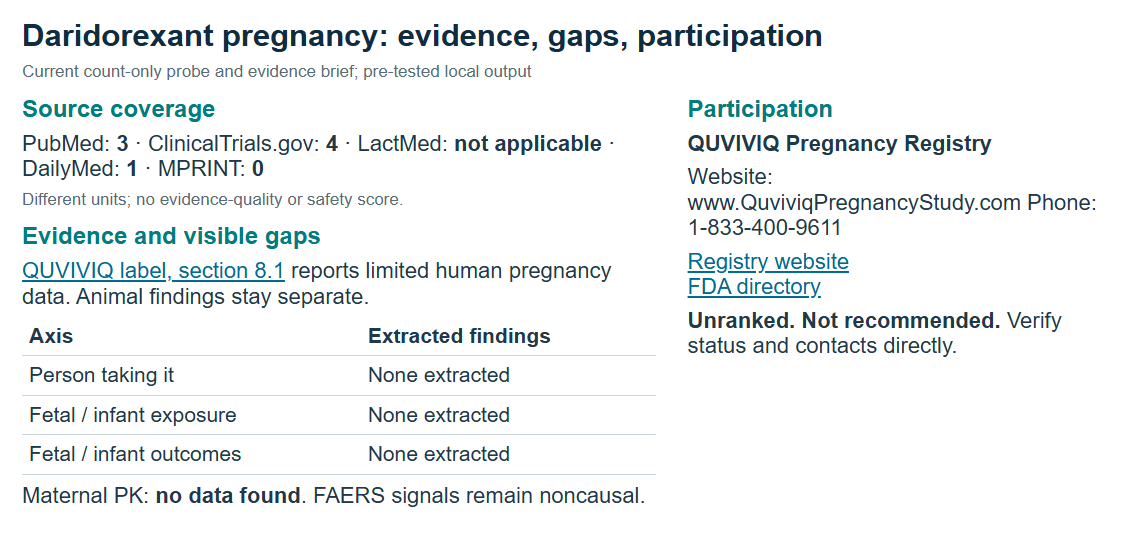 Daridorexant pregnancy: evidence, gaps, participation
Current count-only probe and evidence brief; pre-tested local output
Source coverage
PubMed: 3 · ClinicalTrials.gov: 4 · LactMed: not applicable ·
DailyMed: 1 · MPRINT: 0
Different units; no evidence-quality or safety score.
Evidence and visible gaps
QUVIVIQ label, section 8.1 reports limited human pregnancy
data. Animal findings stay separate.
Axis Extracted findings
Person taking it None extracted
Fetal / infant exposure None extracted
Fetal / infant outcomes None extracted
Maternal PK: no data found. FAERS signals remain noncausal.
Participation
QUVIVIQ Pregnancy Registry
Website:
www.QuviviqPregnancyStudy.com Phone:
1-833-400-9611
Registry website
FDA directory
Unranked. Not recommended. Verify
status and contacts directly.